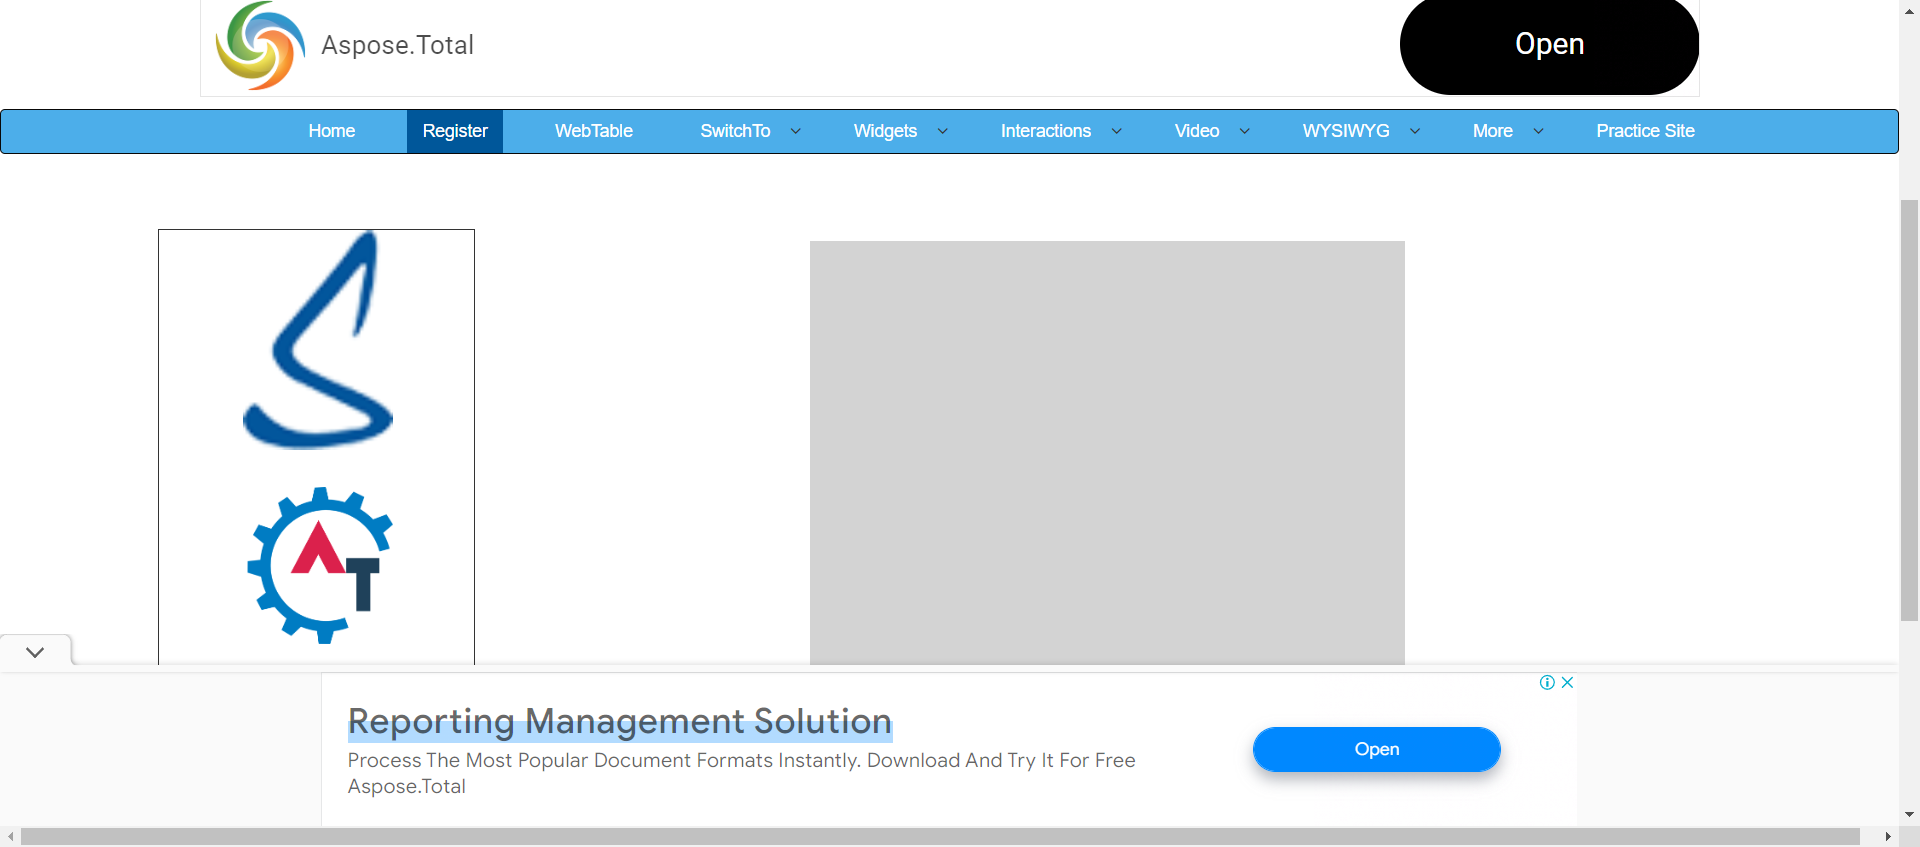 Aspose.Total
Open
Home Register WebTable SwitchTo Widgets Interactions Video WYSIWYG More Practice Site
AT
Reporting Management Solution
Process The Most Popular Document Formats Instantly. Download And Try It For Free
Aspose.Total
Open